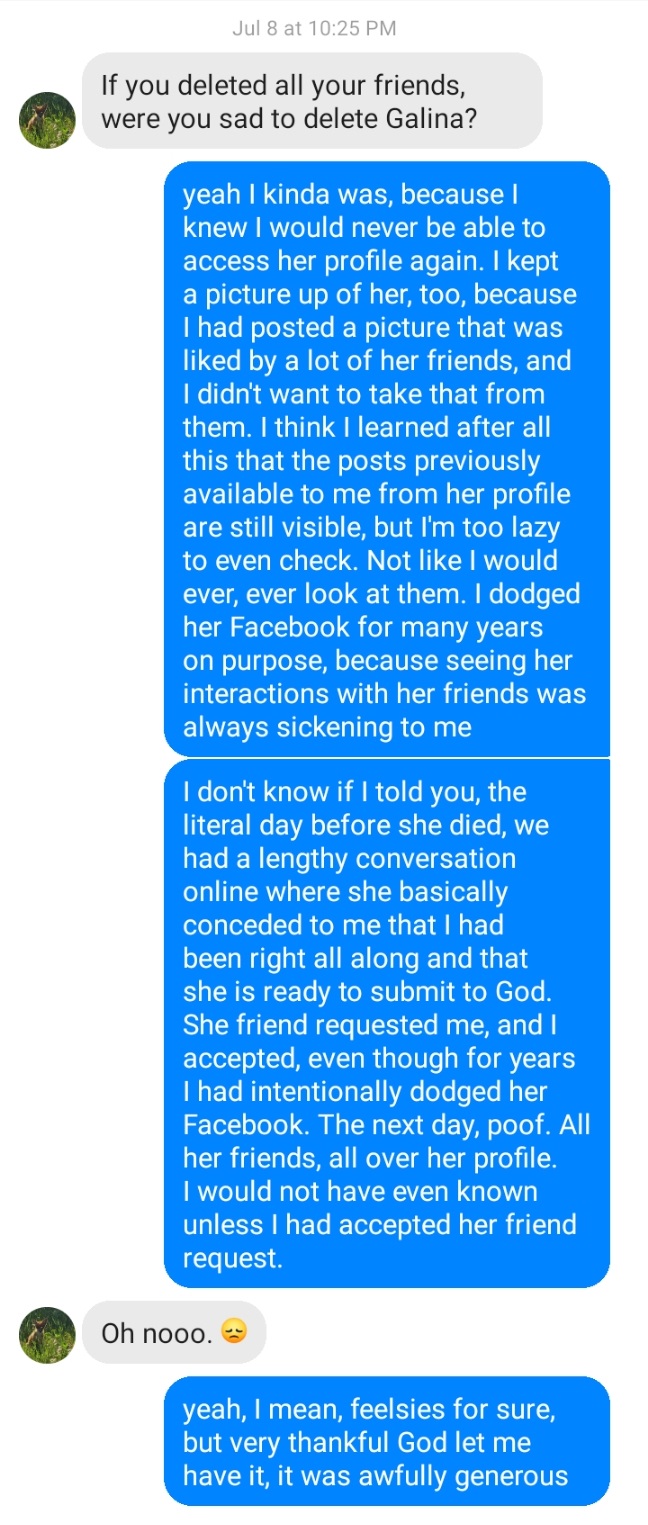 Jul 8 at 10:25 PM
If you deleted all your friends,
were you sad to delete Galina?
yeah I kinda was, because I
knew I would never be able to
access her profile again. I kept
a picture up of her, too, because
I had posted a picture that was
liked by a lot of her friends, and
I didn't want to take that from
them. I think I learned after all
this that the posts previously
available to me from her profile
are still visible, but I'm too lazy
to even check. Not like I would
ever, ever look at them. I dodged
her Facebook for many years
on purpose, because seeing her
interactions with her friends was
always sickening to me
I don't know if I told you, the
literal day before she died, we
had a lengthy conversation
online where she basically
conceded to me that I had
been right all along and that
she is ready to submit to God.
She friend requested me, and I
accepted, even though for years
I had intentionally dodged her
Facebook. The next day, poof. All
her friends, all over her profile.
I would not have even known
unless I had accepted her friend
request.
Oh nooo. 😞
yeah, I mean, feelsies for sure,
but very thankful God let me
have it, it was awfully generous